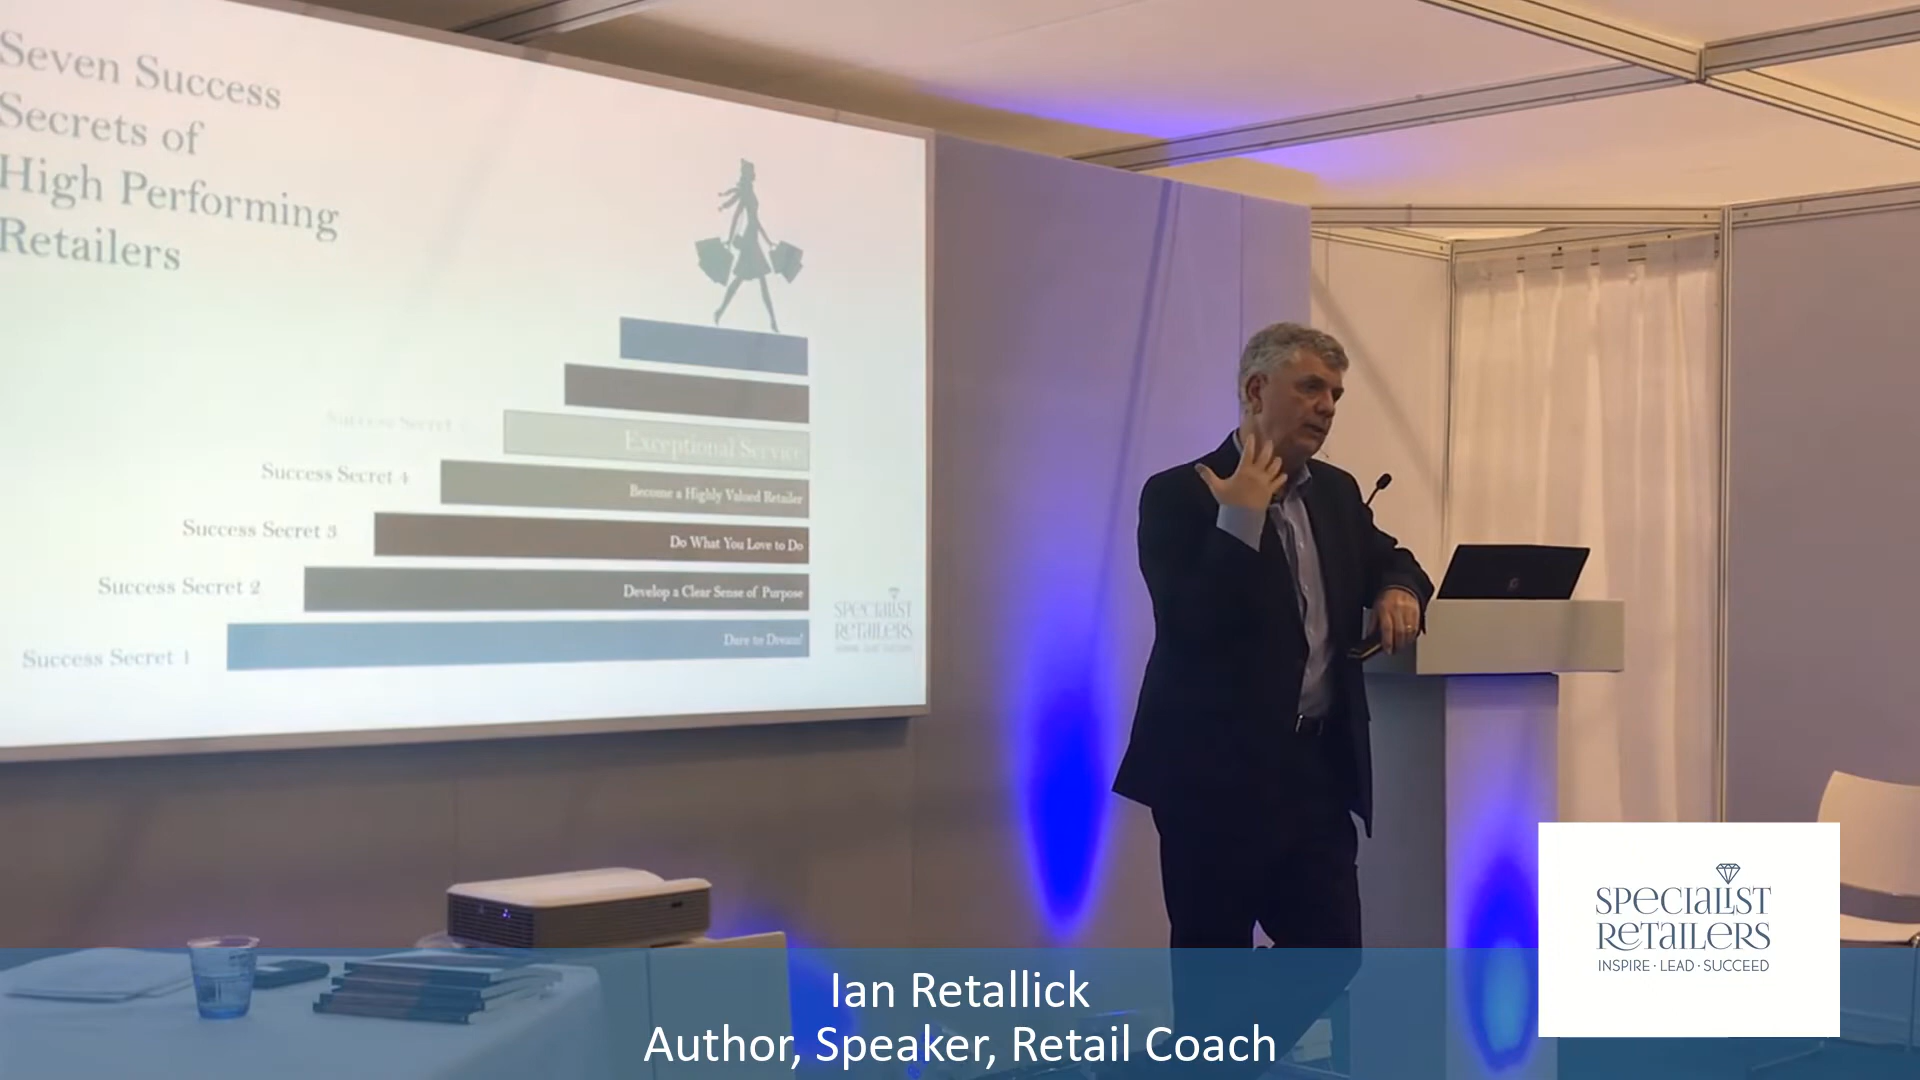 Seven Success
Secrets of
High Performing
Retailers
Exceptional Service
Success Secret 4
Become a Highly Valued Retailer
Success Secret 3
Do What You Love to Do
Success Secret 2
Develop a Clear Sense of Purpose
Success Secret 1
Dare to Dream!
SPECIALIST
RETAILERS
SPECIALIST
RETAILERS
INSPIRE · LEAD · SUCCEED
Ian Retallick
Author, Speaker, Retail Coach